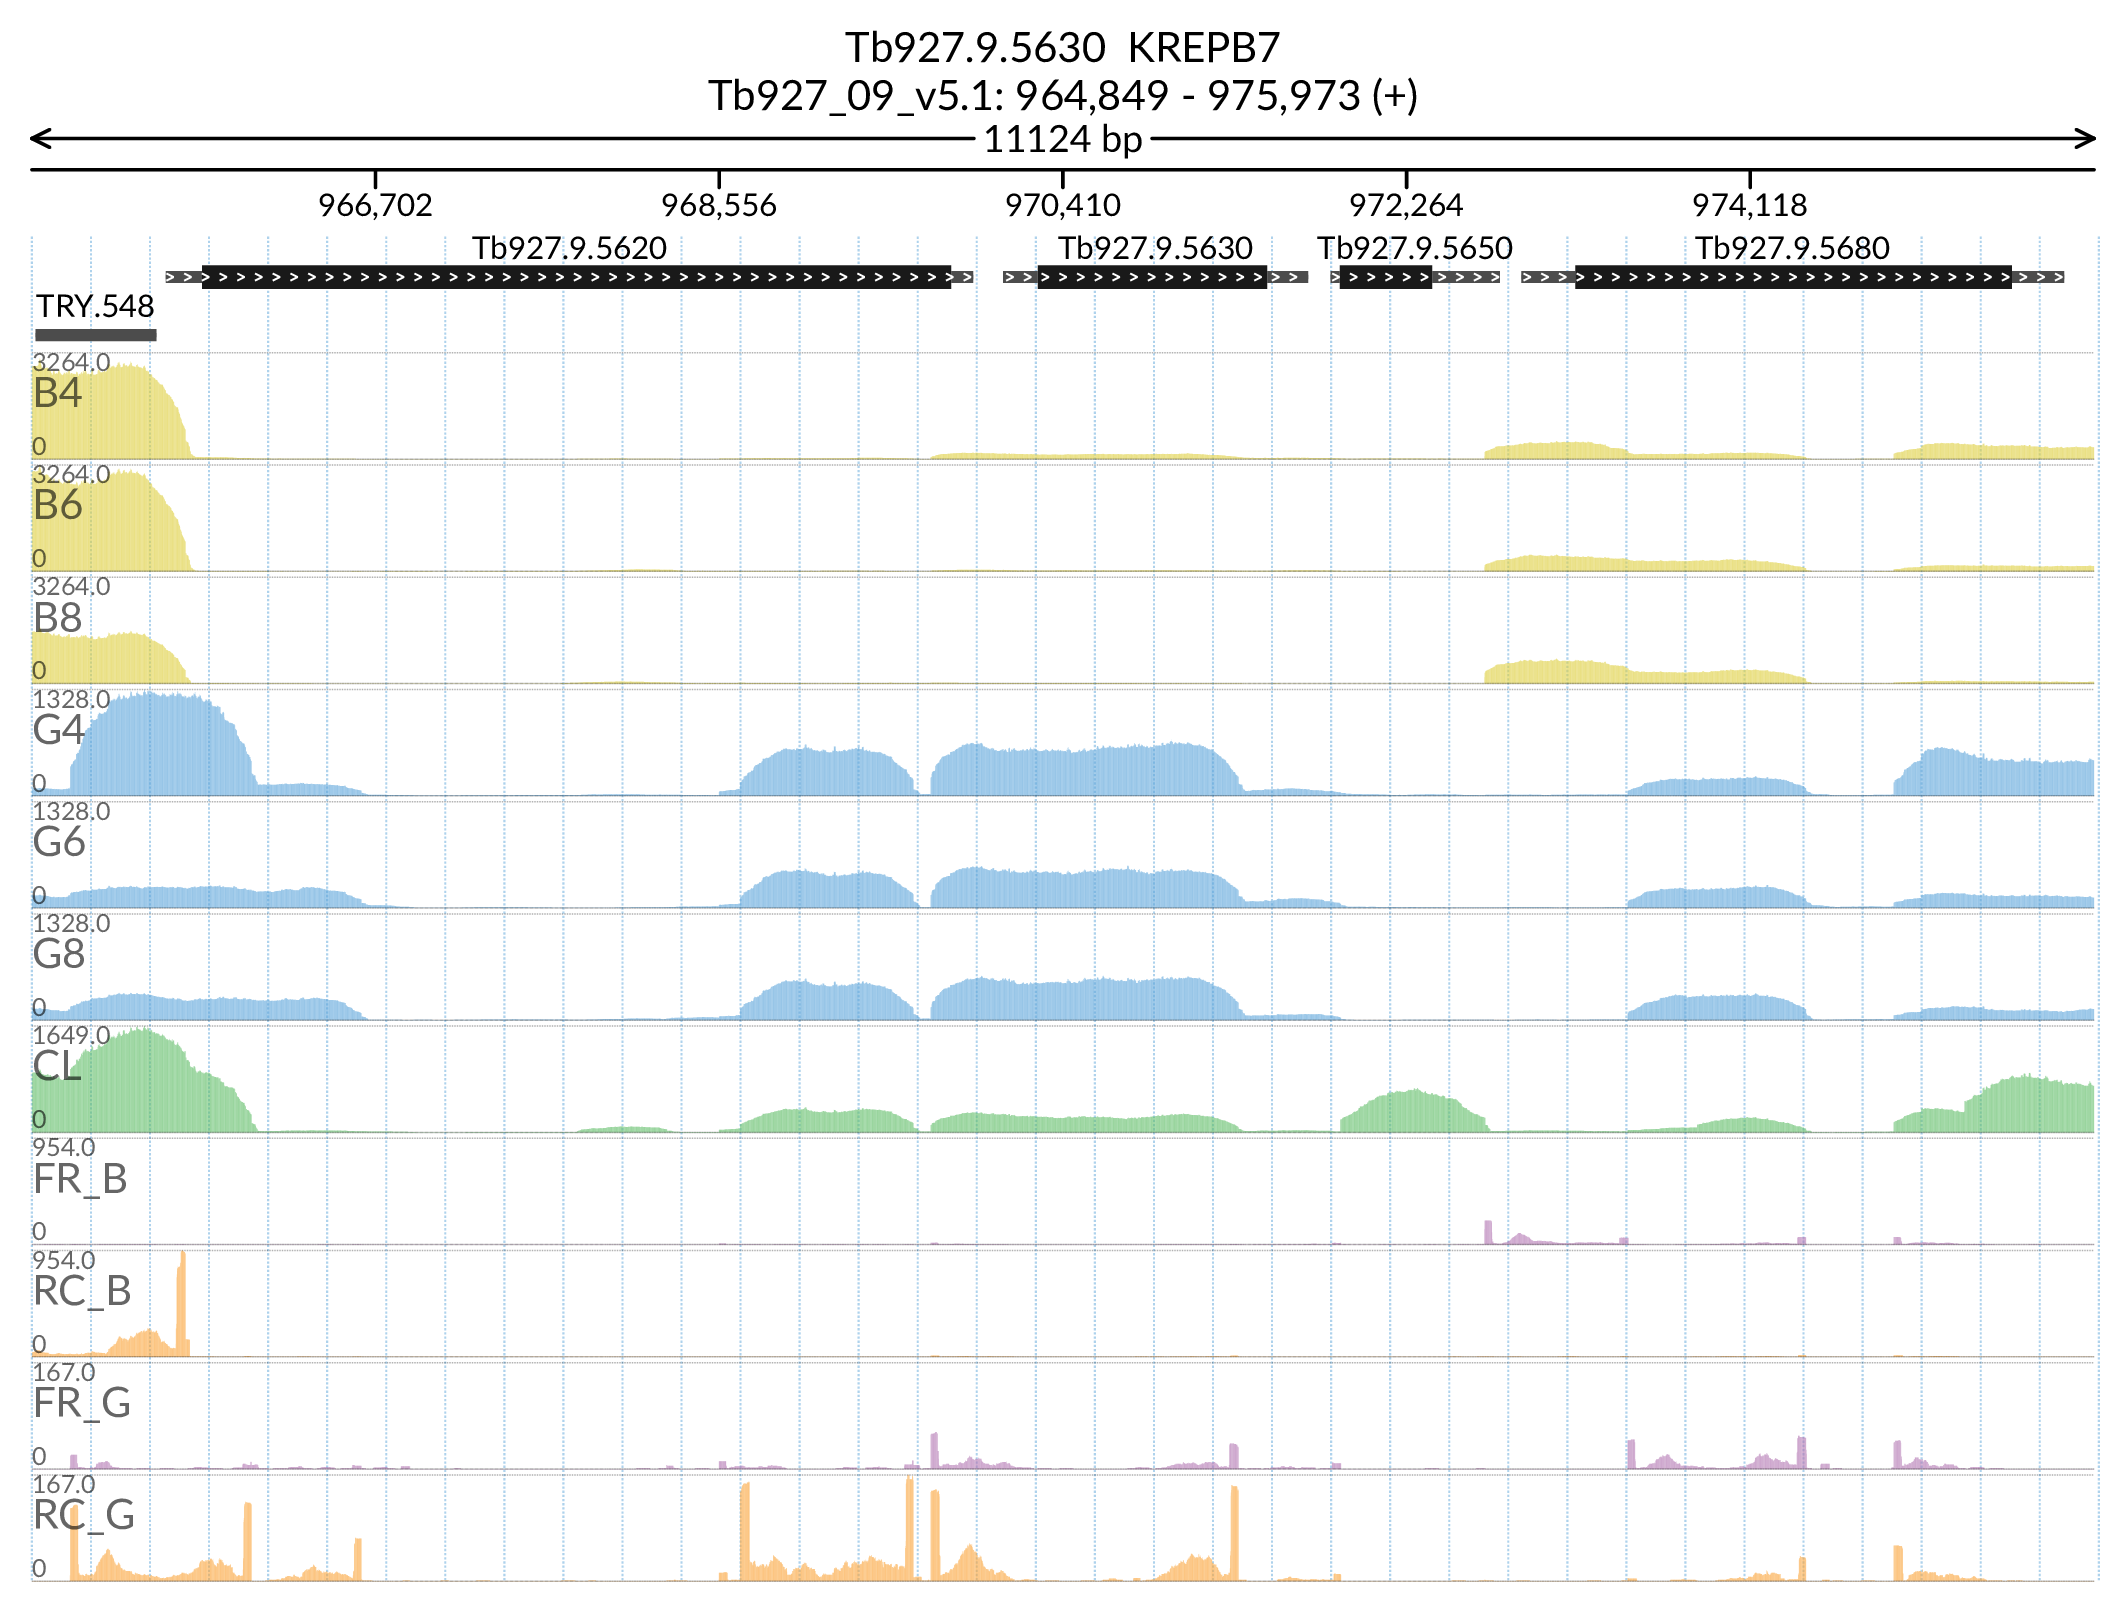 Tb927.9.5630 KREPB7
Tb927_09_v5.1: 964,849 - 975,973 (+)
11124 bp
966,702 968,556 970,410 972,264 974,118
Tb927.9.5620 Tb927.9.5630 Tb927.9.5650 Tb927.9.5680
TRY.548
3264.0
B4
0
3264.0
B6
0
3264.0
B8
0
1328.0
G4
0
1328.0
G6
0
1328.0
G8
0
1649.0
CL
0
954.0
FR_B
0
954.0
RC_B
0
167.0
FR_G
0
167.0
RC_G
0